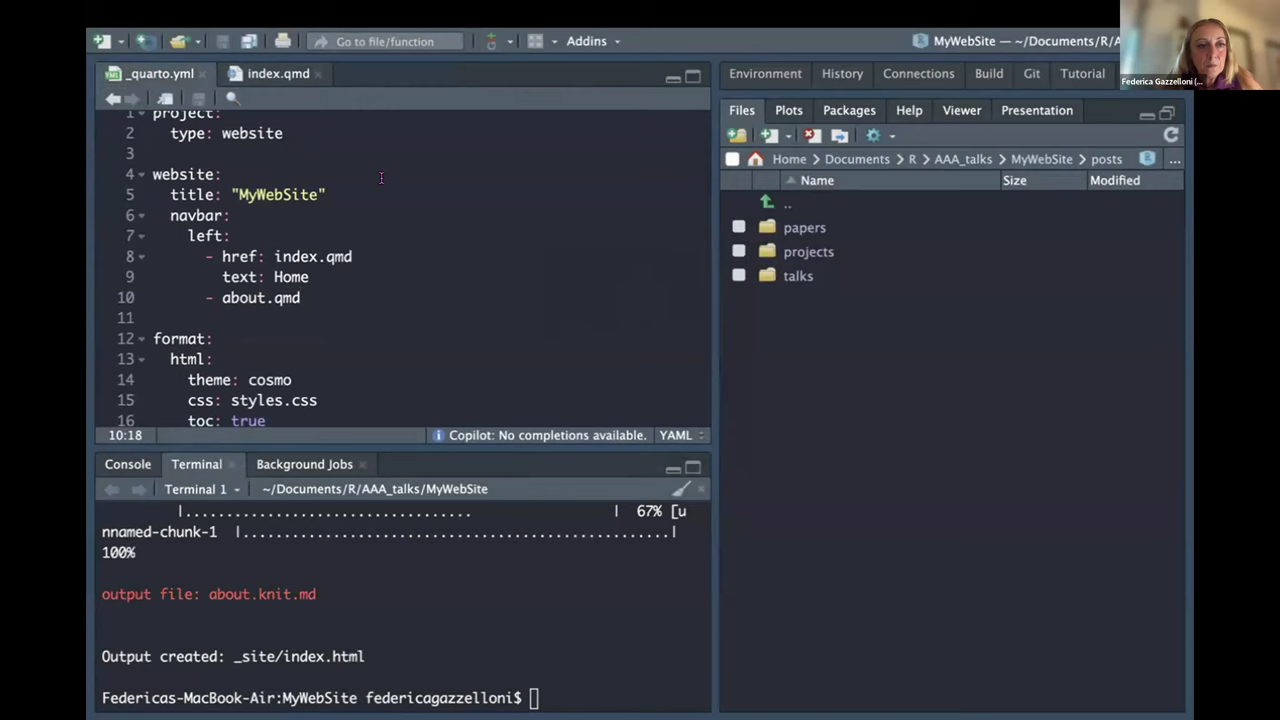 Go to file/function
Addins
MyWebSite — ~/Documents/R/A
Federica Gazzelloni (...
_quarto.yml
index.qmd
1 project:
2 type: website
3
4 website:
5 title: "MyWebSite"
6 navbar:
7 left:
8 - href: index.qmd
9 text: Home
10 - about.qmd
11
12 format:
13 html:
14 theme: cosmo
15 css: styles.css
16 toc: true
10:18
Copilot: No completions available.
YAML
Console
Terminal
Background Jobs
Terminal 1
~/Documents/R/AAA_talks/MyWebSite
|.................................. | 67% [u
nnamed-chunk-1 |....................................................|
100%
output file: about.knit.md
Output created: _site/index.html
Federicas-MacBook-Air:MyWebSite federicagazzelloni$
Environment
History
Connections
Build
Git
Tutorial
Files
Plots
Packages
Help
Viewer
Presentation
Home > Documents > R > AAA_talks > MyWebSite > posts
...
Name
Size
Modified
..
papers
projects
talks